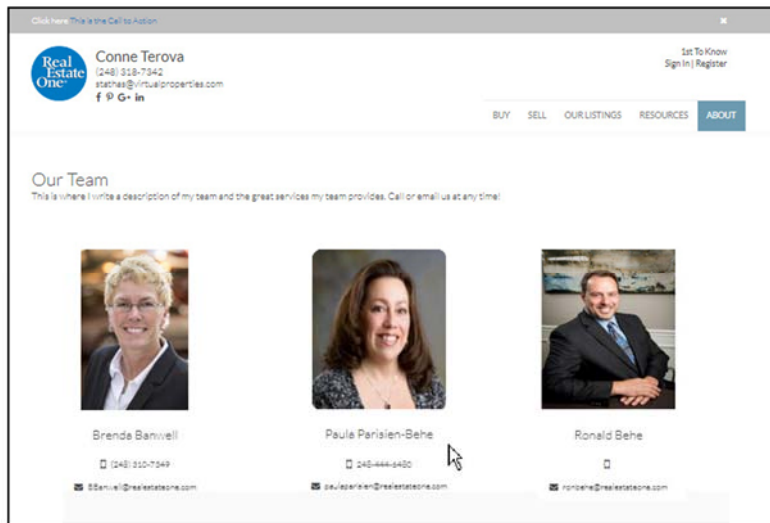 Click here This is the Call to Action
Real Estate One
Conne Terova
(248) 318-7342
stathas@virtualproperties.com
1st To Know
Sign In | Register
BUY SELL OUR LISTINGS RESOURCES ABOUT
Our Team
This is where I write a description of my team and the great services my team provides. Call or email us at any time!
Brenda Banwell
(248) 310-7349
BBanwell@realestateone.com
Paula Parisien-Behe
248-444-6480
paulaparisien@realestateone.com
Ronald Behe
ronbehe@realestateone.com